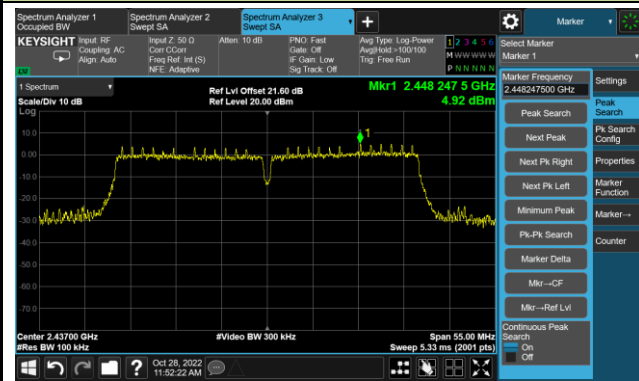 Spectrum Analyzer 1
Occupied BW
Spectrum Analyzer 2
Swept SA
Spectrum Analyzer 3
Swept SA
+
Marker
KEYSIGHT
Input: RF
Coupling: AC
Align: Auto
Input Z: 50 Ω
Corr CCorr
Freq Ref: Int (S)
NFE: Adaptive
Atten: 10 dB
PNO: Fast
Gate: Off
IF Gain: Low
Sig Track: Off
Avg Type: Log-Power
Avg|Hold:>100/100
Trig: Free Run
1 2 3 4 5 6
M W W W W W
P N N N N N
LXI
Select Marker
Marker 1
1 Spectrum
Scale/Div 10 dB
Log
Ref Lvl Offset 21.60 dB
Ref Level 20.00 dBm
Mkr1 2.448 247 5 GHz
4.92 dBm
10.0
0.00
-10.0
-20.0
-30.0
-40.0
-50.0
-60.0
-70.0
1
Center 2.43700 GHz
#Res BW 100 kHz
#Video BW 300 kHz
Span 55.00 MHz
Sweep 5.33 ms (2001 pts)
Marker Frequency
2.448247500 GHz
Peak Search
Next Peak
Next Pk Right
Next Pk Left
Minimum Peak
Pk-Pk Search
Marker Delta
Mkr→CF
Mkr→Ref Lvl
Continuous Peak
Search
On
Off
Settings
Peak
Search
Pk Search
Config
Properties
Marker
Function
Marker→
Counter
?
Oct 28, 2022
11:52:22 AM